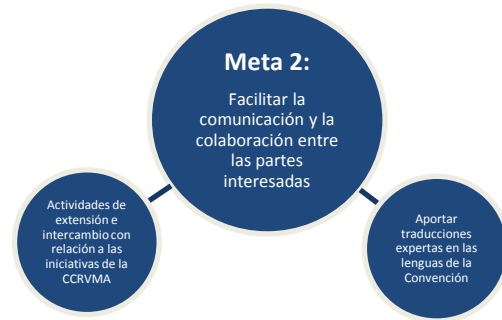 Meta 2:
Facilitar la
comunicación y la
colaboración entre
las partes
interesadas
Actividades de
extensión e
intercambio con
relación a las
iniciativas de la
CCRVMA
Aportar
traducciones
expertas en las
lenguas de la
Convención